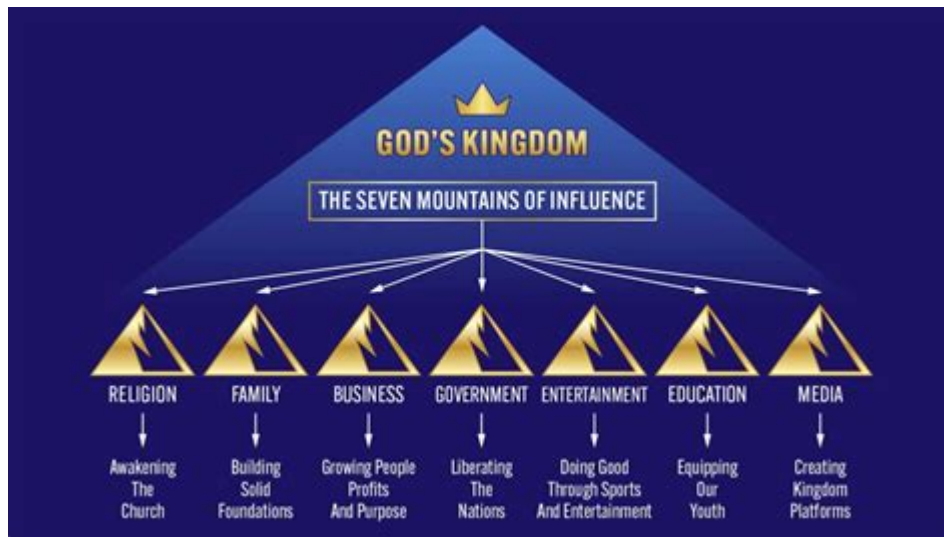 GOD'S KINGDOM
THE SEVEN MOUNTAINS OF INFLUENCE
RELIGION
FAMILY
BUSINESS
GOVERNMENT
ENTERTAINMENT
EDUCATION
MEDIA
Awakening
The
Church
Building
Solid
Foundations
Growing People
Profits
And Purpose
Liberating
The
Nations
Doing Good
Through Sports
And Entertainment
Equipping
Our
Youth
Creating
Kingdom
Platforms